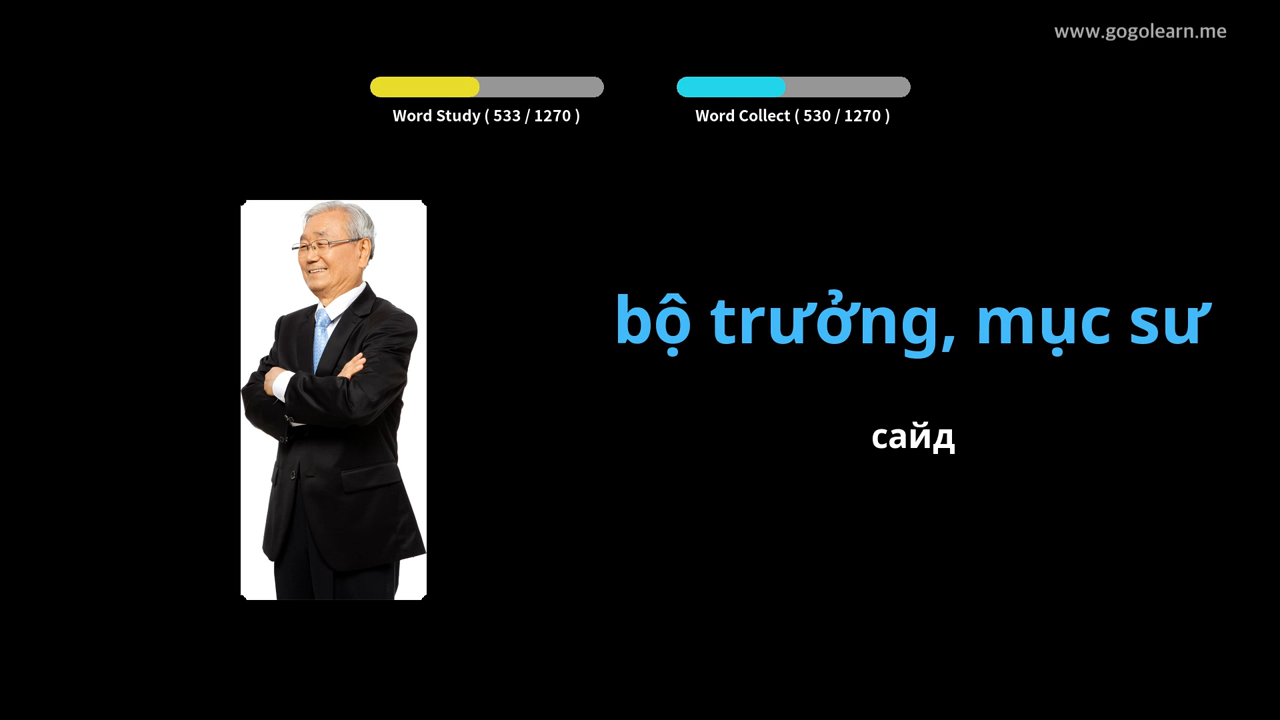 www.gogolearn.me
Word Study ( 533 / 1270 )
Word Collect ( 530 / 1270 )
bộ trưởng, mục sư
сайд